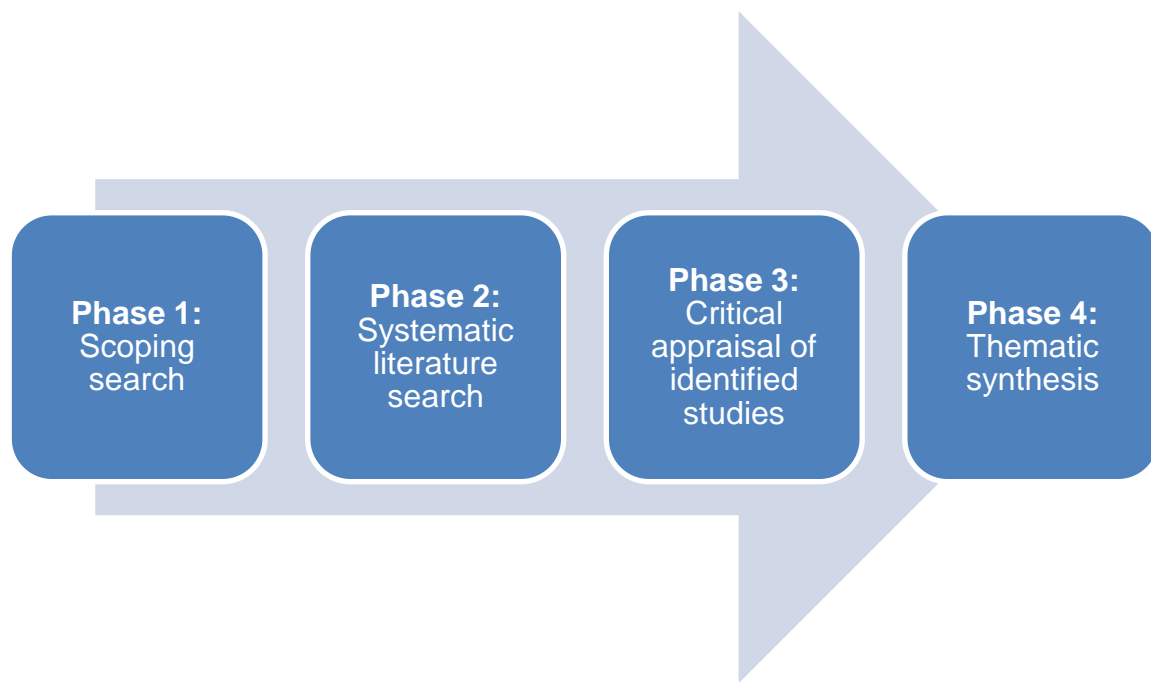 Phase 1:
Scoping
search
Phase 2:
Systematic
literature
search
Phase 3:
Critical
appraisal of
identified
studies
Phase 4:
Thematic
synthesis